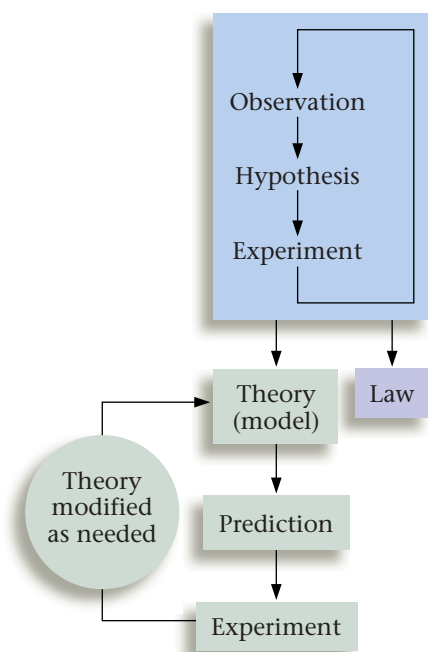 Observation
Hypothesis
Experiment
Theory
(model)
Law
Theory
modified
as needed
Prediction
Experiment